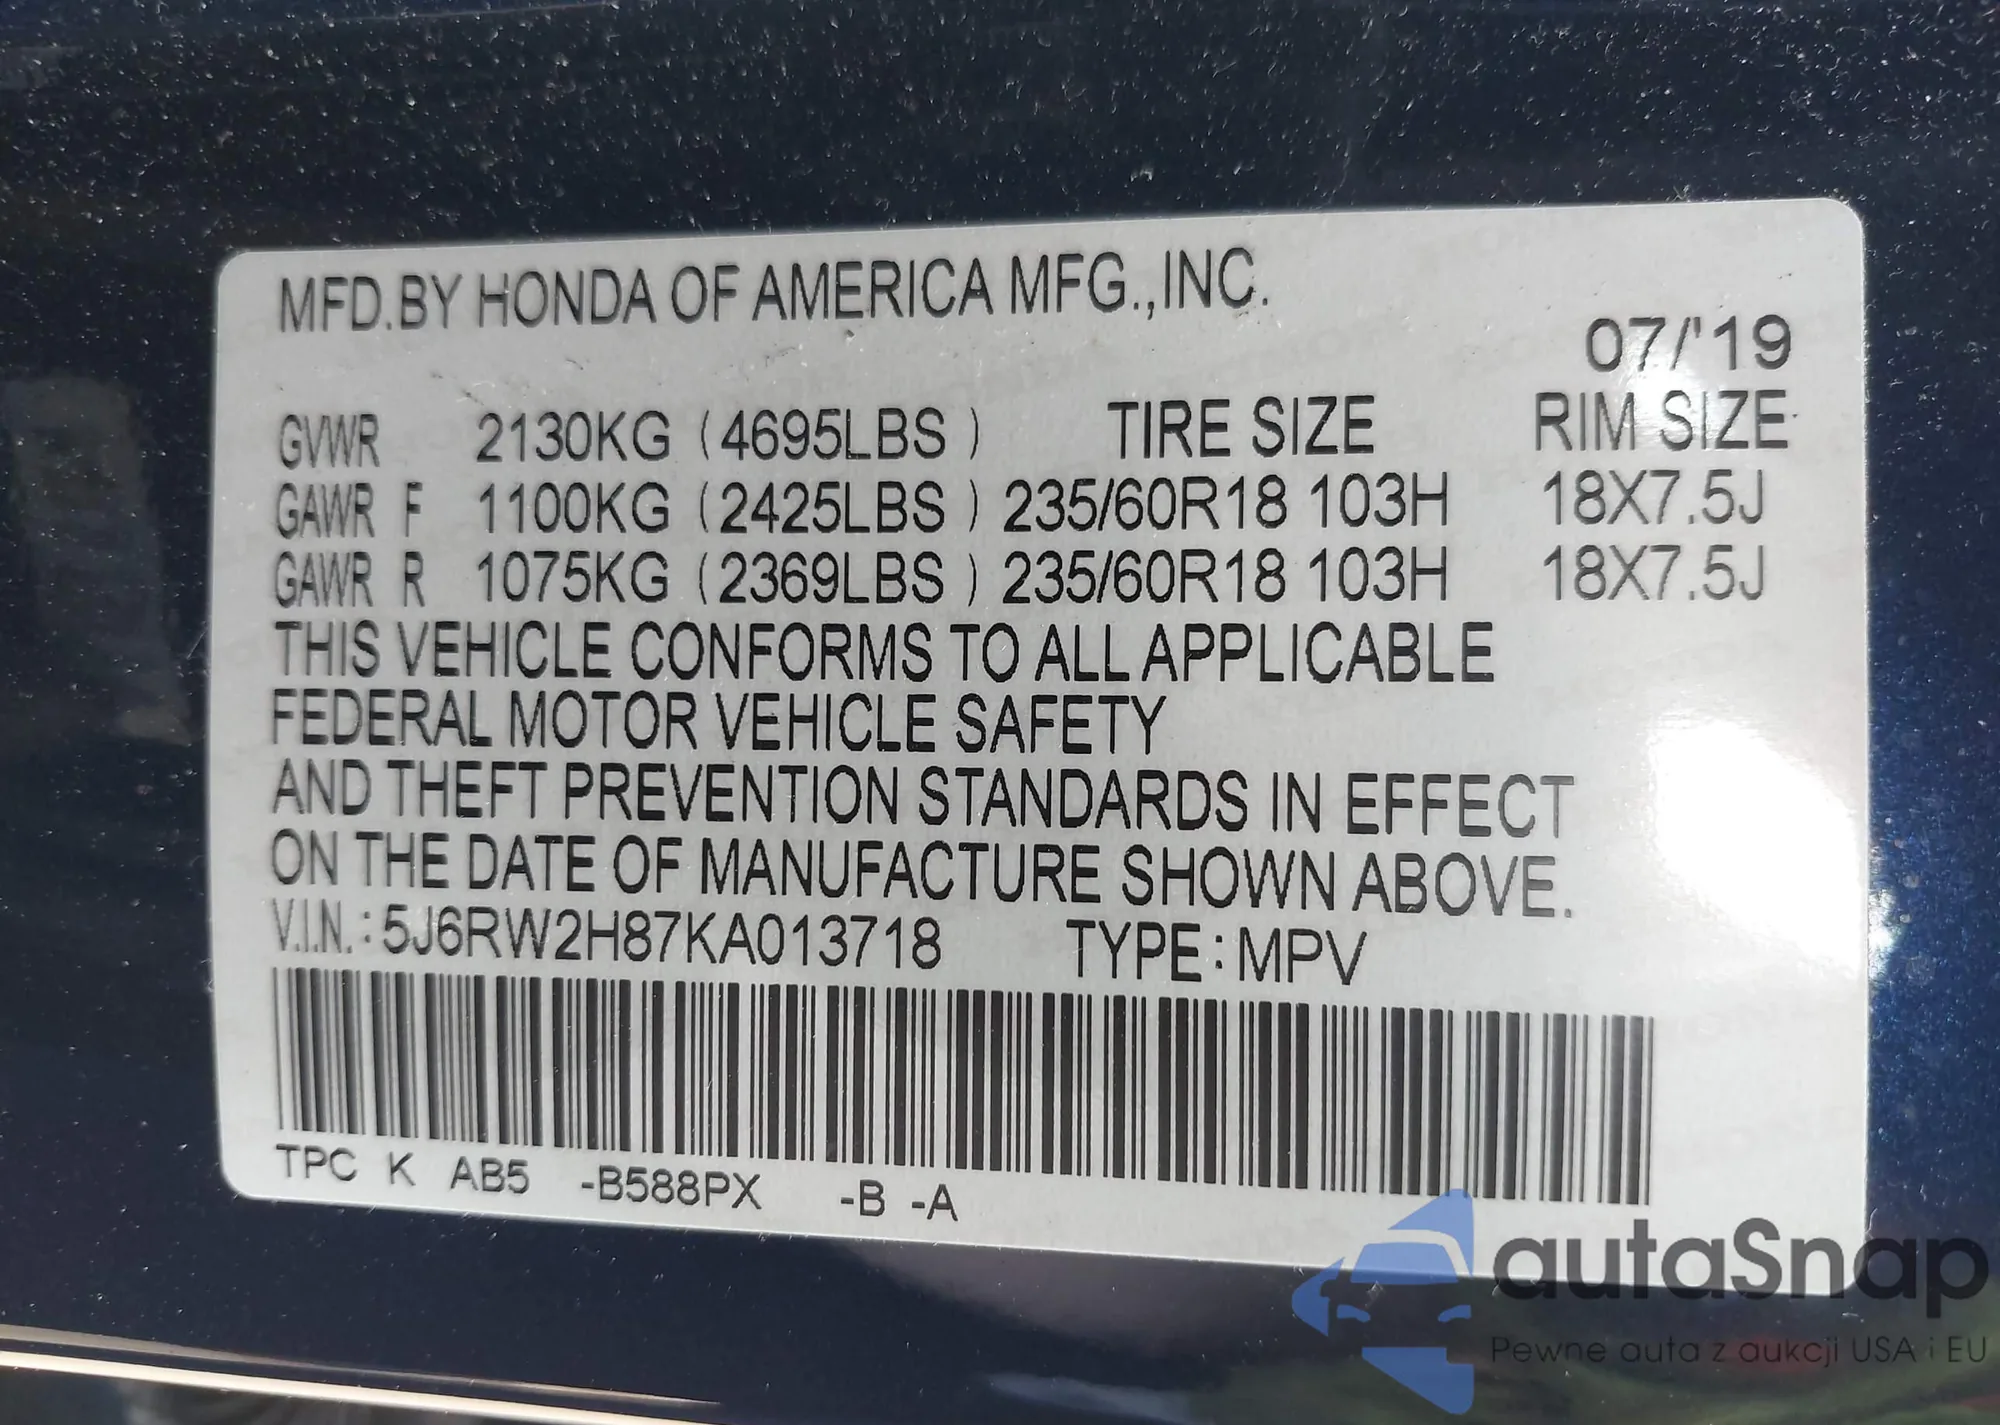 MFD.BY HONDA OF AMERICA MFG.,INC.
07/'19
GVWR 2130KG (4695LBS ) TIRE SIZE RIM SIZE
GAWR F 1100KG (2425LBS ) 235/60R18 103H 18X7.5J
GAWR R 1075KG (2369LBS ) 235/60R18 103H 18X7.5J
THIS VEHICLE CONFORMS TO ALL APPLICABLE
FEDERAL MOTOR VEHICLE SAFETY
AND THEFT PREVENTION STANDARDS IN EFFECT
ON THE DATE OF MANUFACTURE SHOWN ABOVE.
V.I.N.:5J6RW2H87KA013718 TYPE:MPV
TPC K AB5 -B588PX -B -A
autaSnap
Pewne auta z aukcji USA i EU